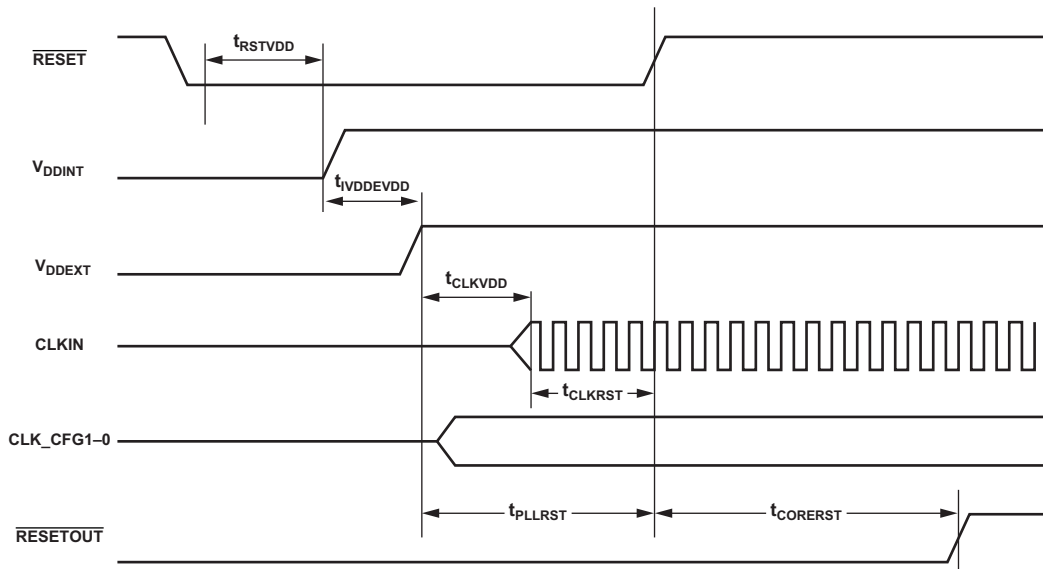 RESET
tRSTVDD
VDDINT
tIVDDEVDD
VDDEXT
tCLKVDD
CLKIN
tCLKRST
CLK_CFG1–0
tPLLRST
tCORERST
RESETOUT